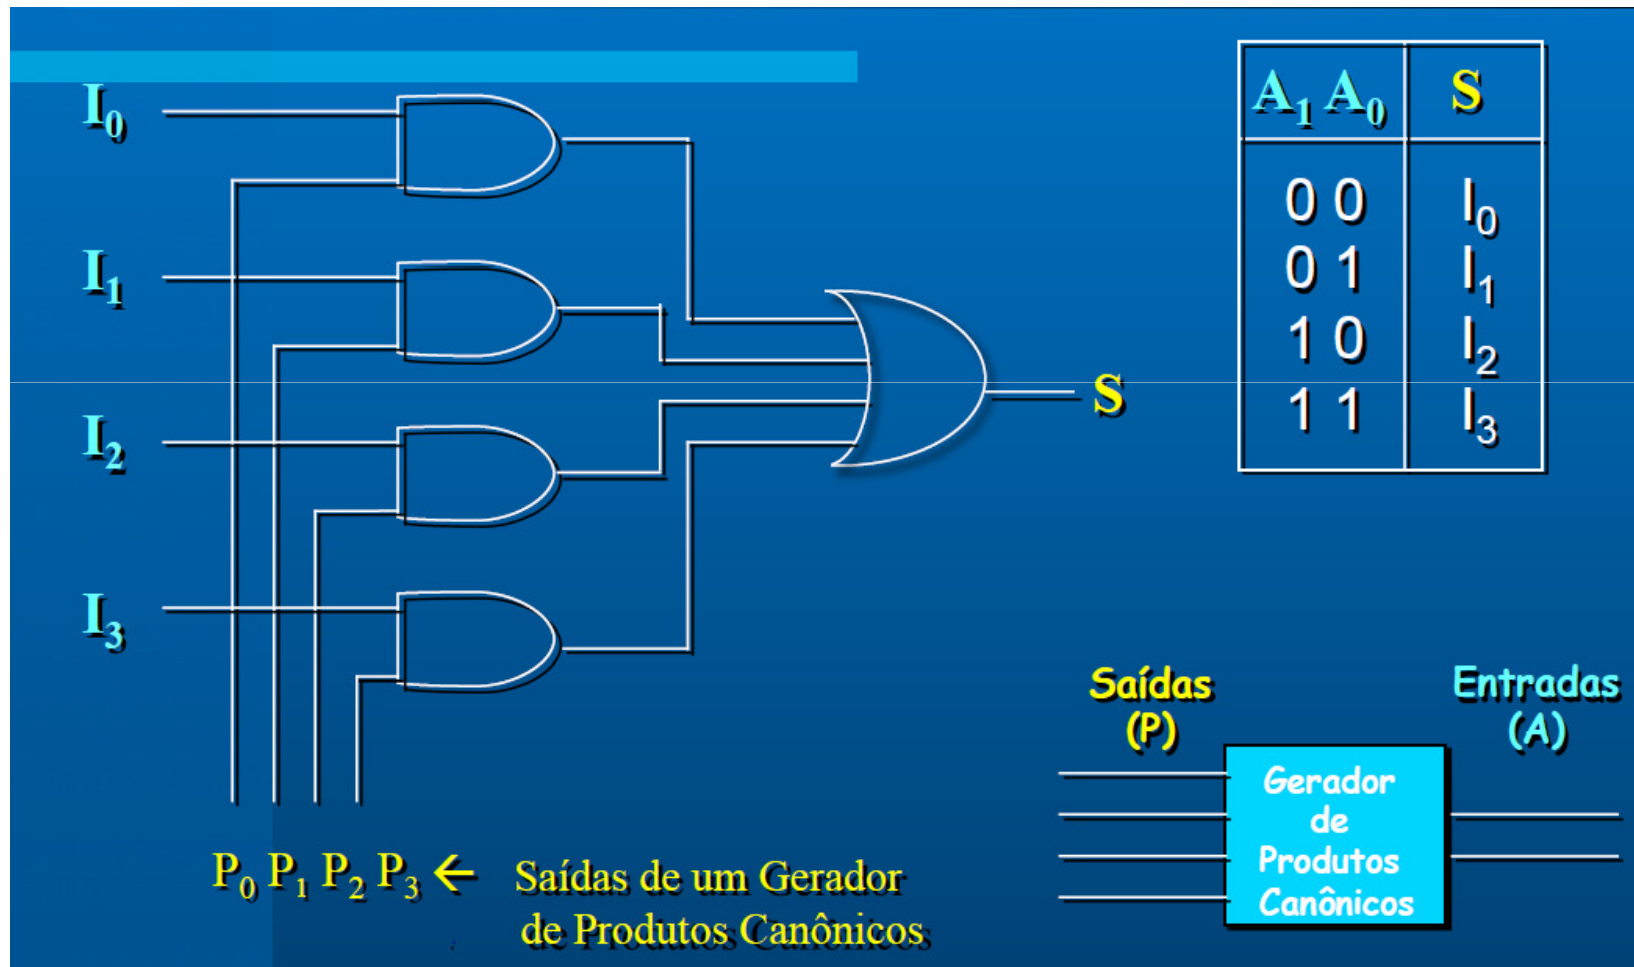 I₀
I₁
I₂
I₃
S
P₀ P₁ P₂ P₃ ← Saídas de um Gerador
de Produtos Canônicos
A₁ A₀ S
0 0 I₀
0 1 I₁
1 0 I₂
1 1 I₃
Saídas
(P)
Entradas
(A)
Gerador
de
Produtos
Canônicos